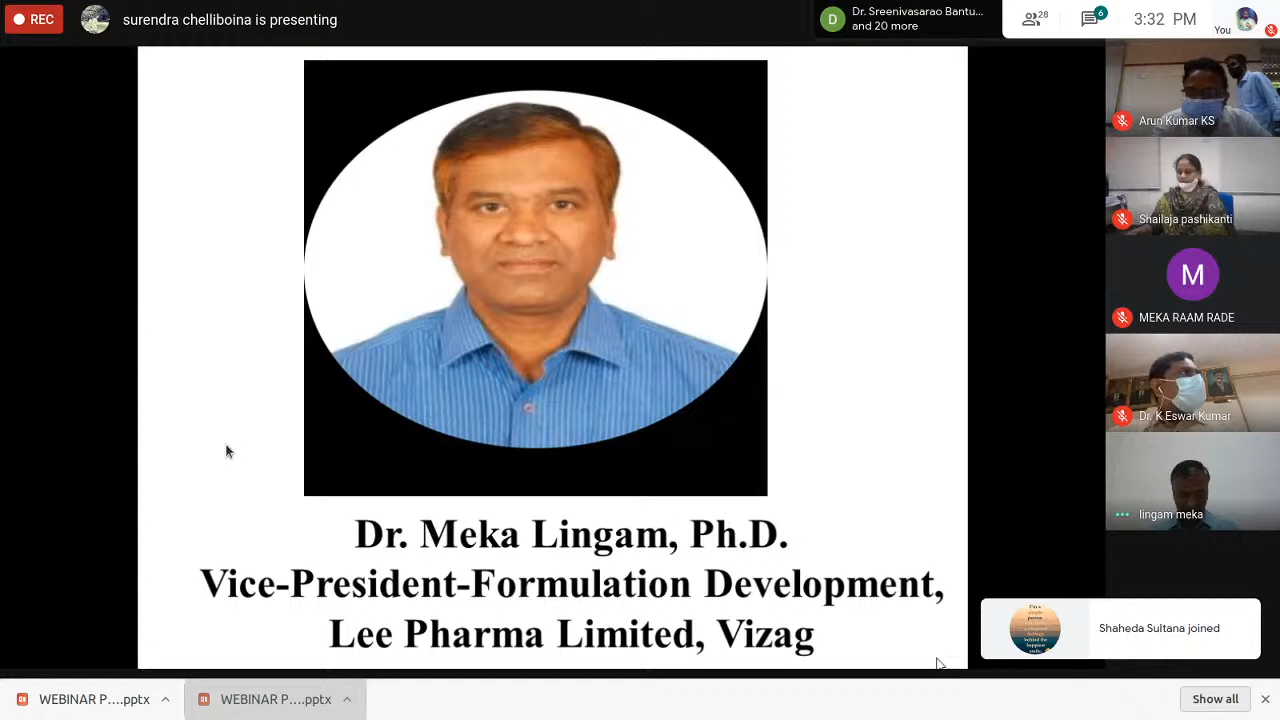 REC
surendra chelliboina is presenting
D
Dr. Sreenivasarao Bantu...
and 20 more
28
6
3:32 PM
You
Arun Kumar KS
Shailaja pashikanti
M
MEKA RAAM RADE
Dr. K Eswar Kumar
lingam meka
Dr. Meka Lingam, Ph.D.
Vice-President-Formulation Development,
Lee Pharma Limited, Vizag
Shaheda Sultana joined
WEBINAR P....pptx
WEBINAR P....pptx
Show all